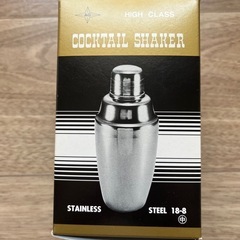 HIGH CLASS
COCKTAIL SHAKER
STAINLESS STEEL 18-8